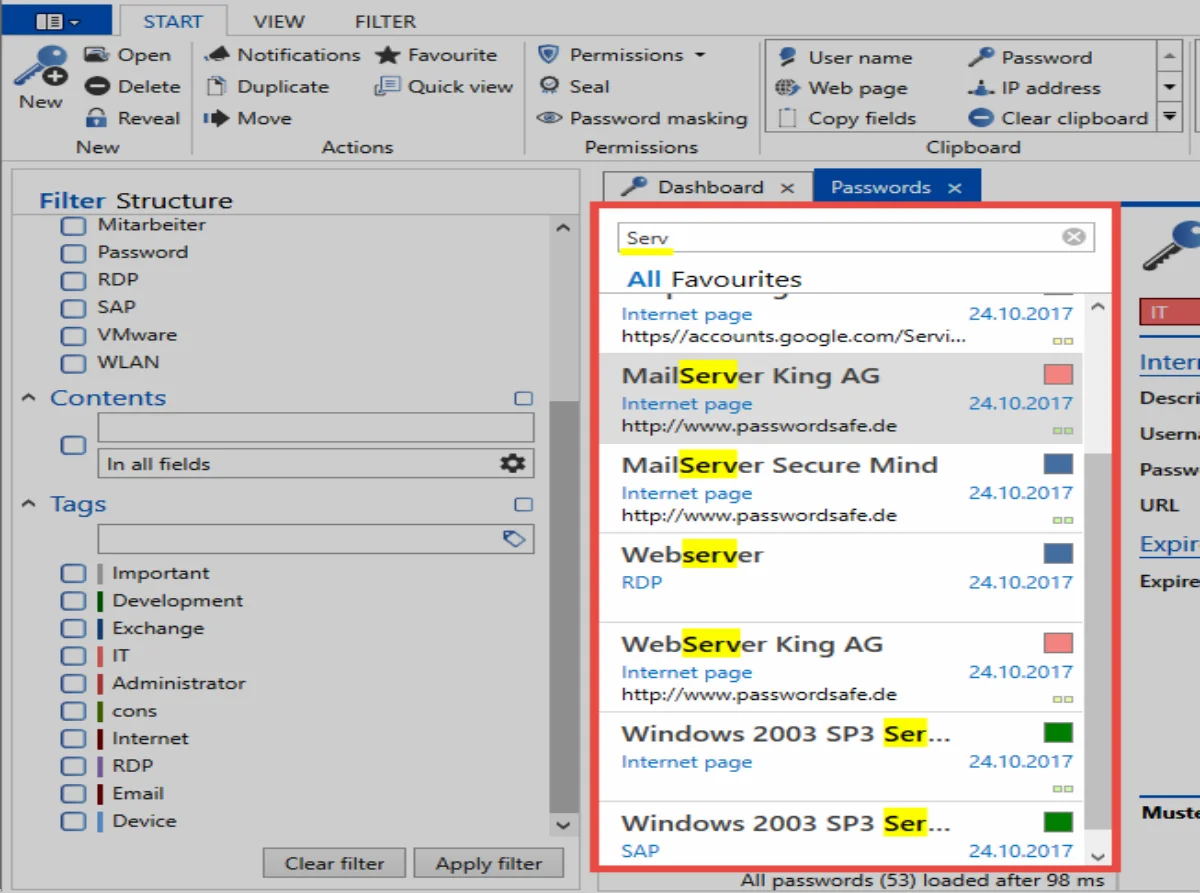 START VIEW FILTER
New
Open
Delete
Reveal
New
Notifications
Duplicate
Move
Favourite
Quick view
Actions
Permissions
Seal
Password masking
Permissions
User name
Web page
Copy fields
Password
IP address
Clear clipboard
Clipboard
Filter Structure
Mitarbeiter
Password
RDP
SAP
VMware
WLAN
Contents
In all fields
Tags
Important
Development
Exchange
IT
Administrator
cons
Internet
RDP
Email
Device
Clear filter Apply filter
Dashboard Passwords
Serv
All Favourites
Internet page 24.10.2017
https//accounts.google.com/Servi...
MailServer King AG
Internet page 24.10.2017
http://www.passwordsafe.de
MailServer Secure Mind
Internet page 24.10.2017
http://www.passwordsafe.de
Webserver
RDP 24.10.2017
WebServer King AG
Internet page 24.10.2017
http://www.passwordsafe.de
Windows 2003 SP3 Ser...
Internet page 24.10.2017
Windows 2003 SP3 Ser...
SAP 24.10.2017
All passwords (53) loaded after 98 ms
IT
Intern
Descri
Userna
Passw
URL
Expir
Expire
Muste